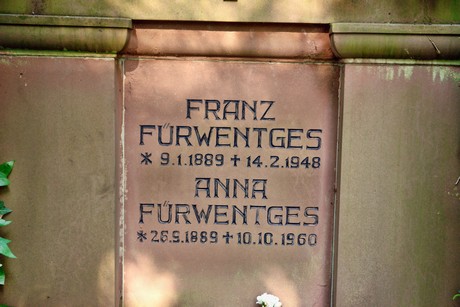 FRANZ
FÜRWENTGES
* 9.1.1889 + 14.2.1948
ANNA
FÜRWENTGES
* 26.9.1889 + 10.10.1960